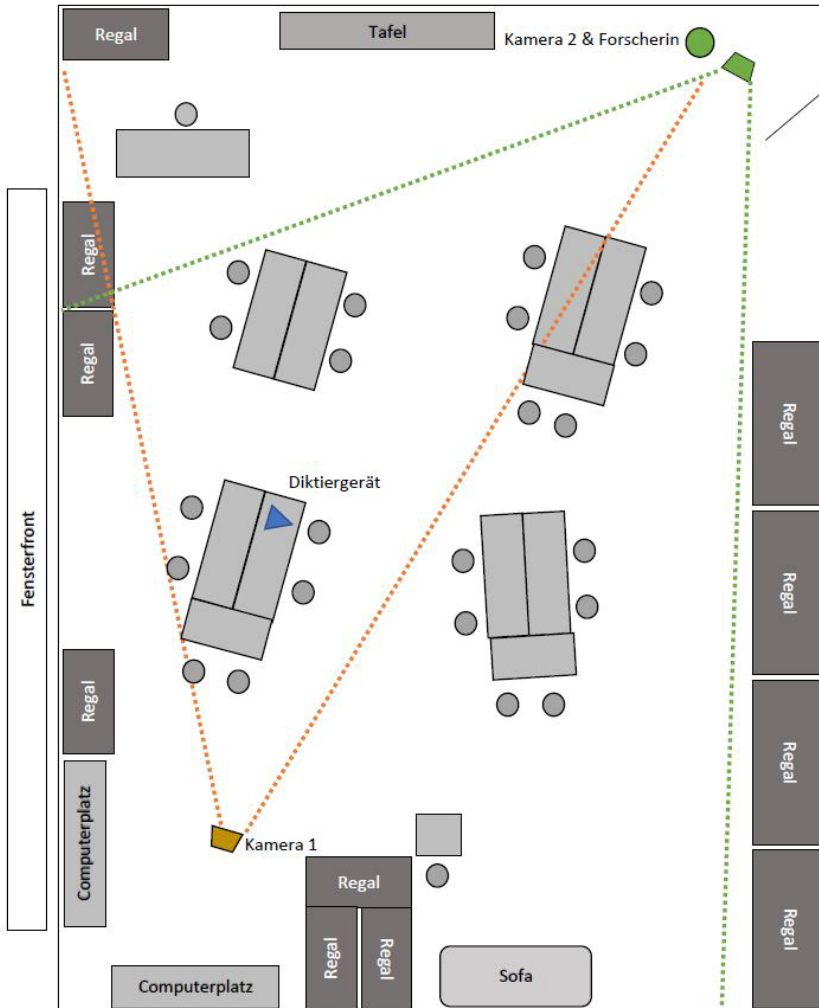 Regal
Tafel
Kamera 2 & Forscherin
Regal
Regal
Regal
Diktiergerät
Fensterfront
Regal
Regal
Regal
Computerplatz
Kamera 1
Regal
Regal
Regal
Regal
Regal
Computerplatz
Sofa